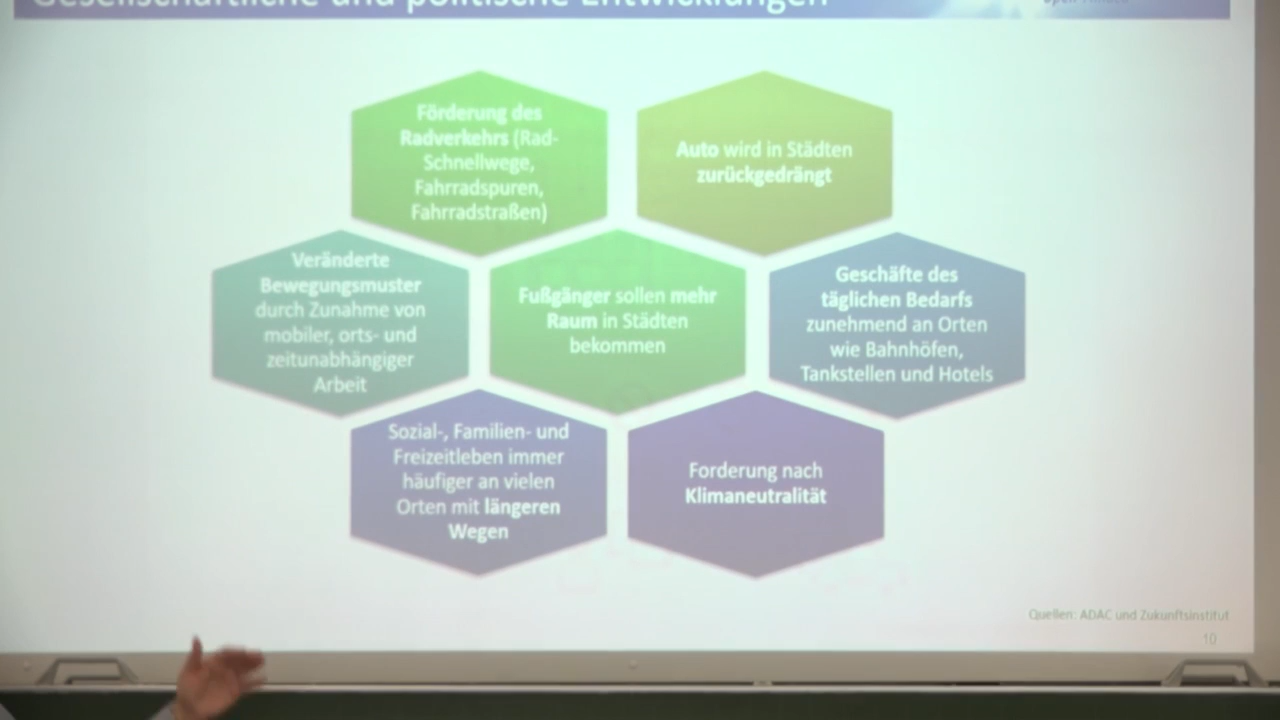 Gesellschaftliche und politische Entwicklungen
Förderung des
Radverkehrs (Rad-
Schnellwege,
Fahrradspuren,
Fahrradstraßen)
Auto wird in Städten
zurückgedrängt
Veränderte
Bewegungsmuster
durch Zunahme von
mobiler, orts- und
zeitunabhängiger
Arbeit
Fußgänger sollen mehr
Raum in Städten
bekommen
Geschäfte des
täglichen Bedarfs
zunehmend an Orten
wie Bahnhöfen,
Tankstellen und Hotels
Sozial-, Familien- und
Freizeitleben immer
häufiger an vielen
Orten mit längeren
Wegen
Forderung nach
Klimaneutralität
Quellen: ADAC und Zukunftsinstitut
10